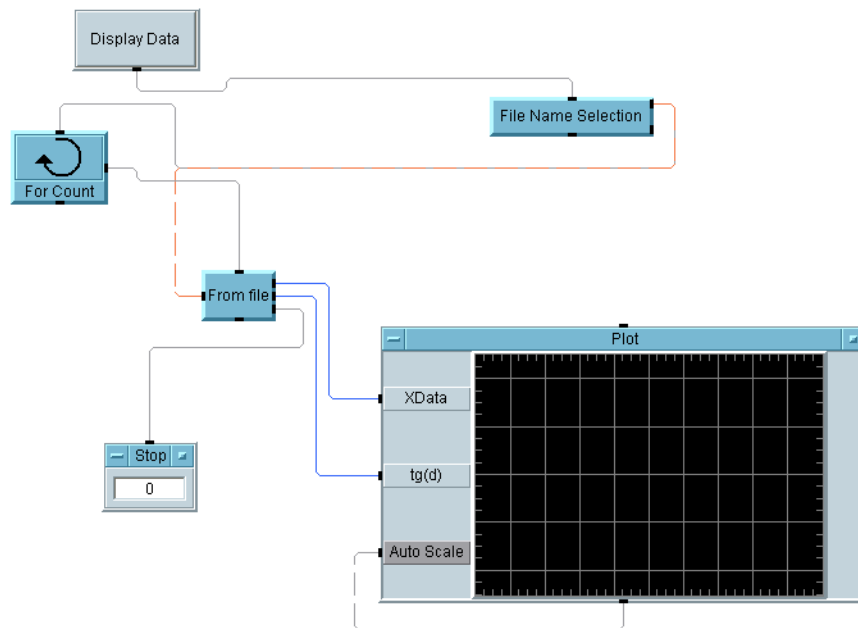 Display Data
File Name Selection
For Count
From file
Plot
XData
Stop
tg(d)
0
Auto Scale